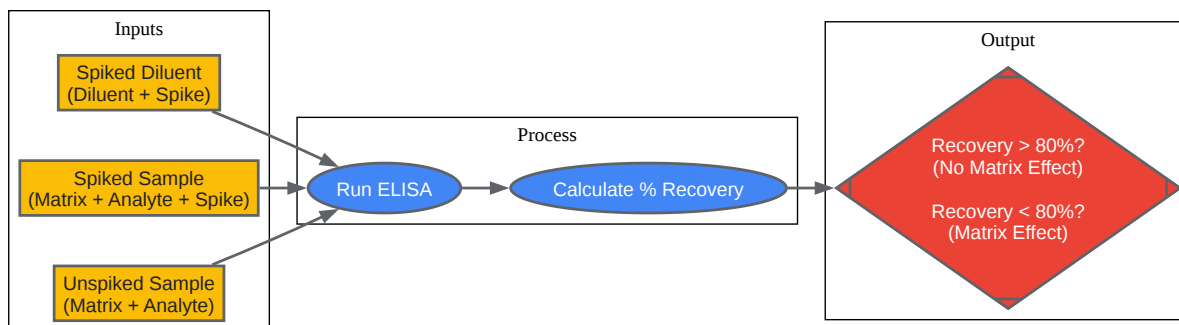 Inputs
Spiked Diluent
(Diluent + Spike)
Spiked Sample
(Matrix + Analyte + Spike)
Unspiked Sample
(Matrix + Analyte)
Process
Run ELISA
Calculate % Recovery
Output
Recovery > 80%?
(No Matrix Effect)
Recovery < 80%?
(Matrix Effect)